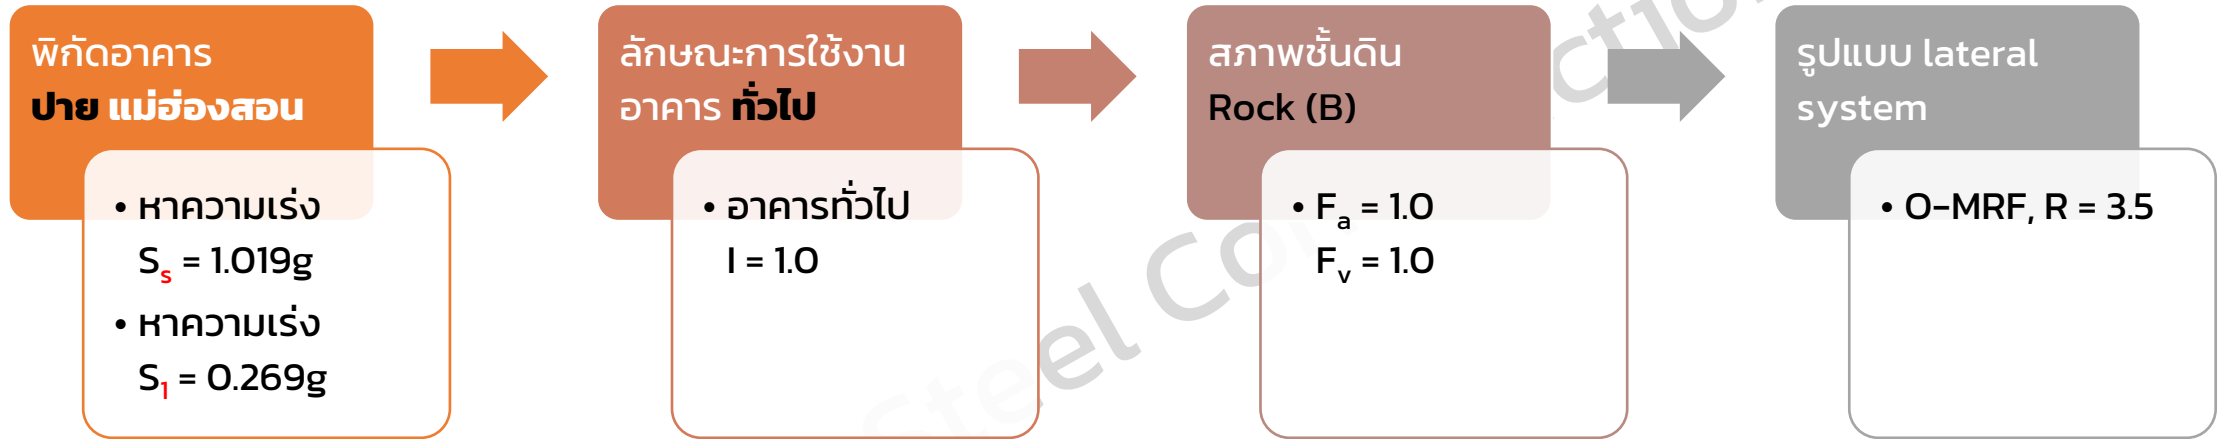 พิกัดอาคาร
ปาย แม่ฮ่องสอน
• หาความเร่ง
Ss = 1.019g
• หาความเร่ง
S1 = 0.269g
ลักษณะการใช้งาน
อาคาร ทั่วไป
• อาคารทั่วไป
I = 1.0
สภาพชั้นดิน
Rock (B)
• Fa = 1.0
Fv = 1.0
รูปแบบ lateral
system
• O-MRF, R = 3.5